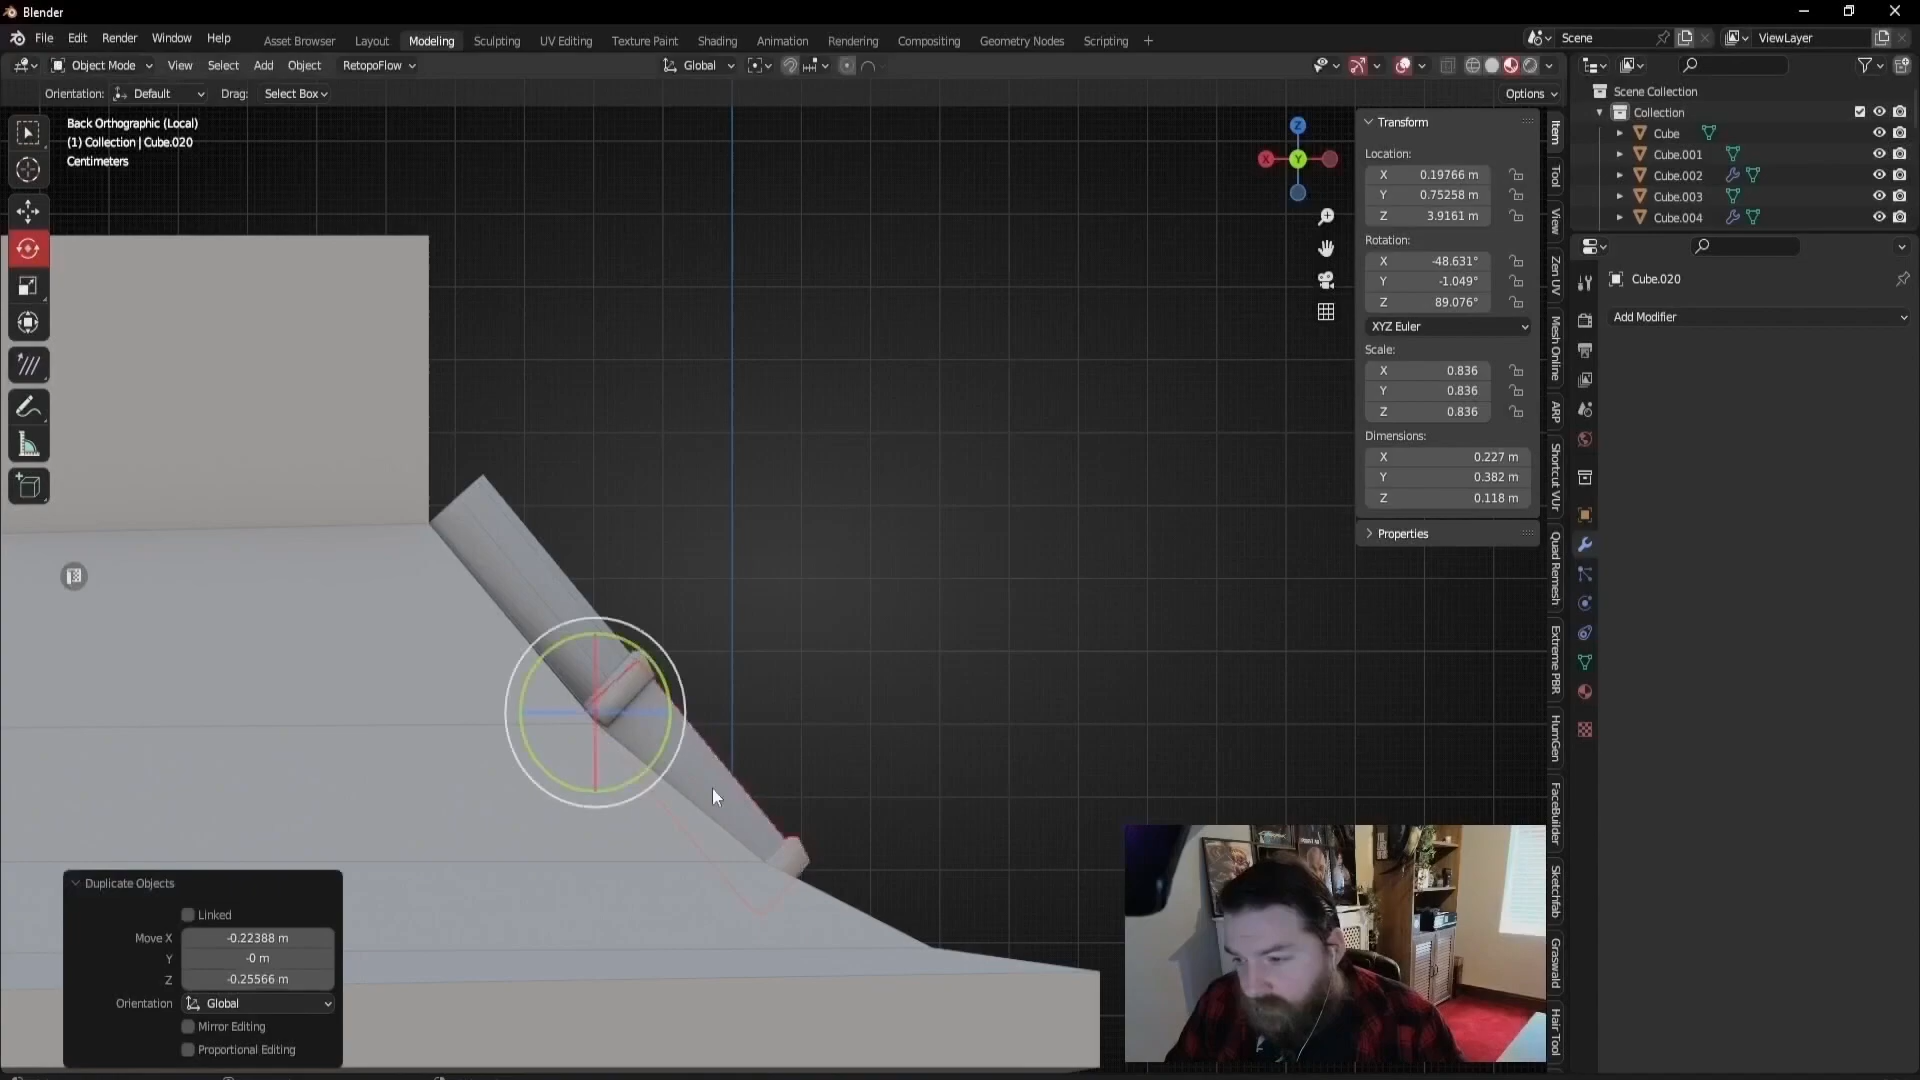 Blender
File Edit Render Window Help
Asset Browser Layout Modeling Sculpting UV Editing Texture Paint Shading Animation Rendering Compositing Geometry Nodes Scripting +
Scene
ViewLayer
Object Mode View Select Add Object RetopoFlow
Global
Orientation: Default Drag: Select Box
Options
Back Orthographic (Local)
(1) Collection | Cube.020
Centimeters
Z
X
Y
Transform
Location:
X 0.19766 m
Y 0.75258 m
Z 3.9161 m
Rotation:
X -48.631°
Y -1.049°
Z 89.076°
XYZ Euler
Scale:
X 0.836
Y 0.836
Z 0.836
Dimensions:
X 0.227 m
Y 0.382 m
Z 0.118 m
Properties
Item
Tool
View
Zen UV
Mesh Online
ARP
Shortcut VUr
Quad Remesh
Extreme PBR
HumGen
FaceBuilder
Sketchfab
Graswald
Hair Tool
Scene Collection
Collection
Cube
Cube.001
Cube.002
Cube.003
Cube.004
Cube.020
Add Modifier
Duplicate Objects
Linked
Move X -0.22388 m
Y -0 m
Z -0.25566 m
Orientation Global
Mirror Editing
Proportional Editing